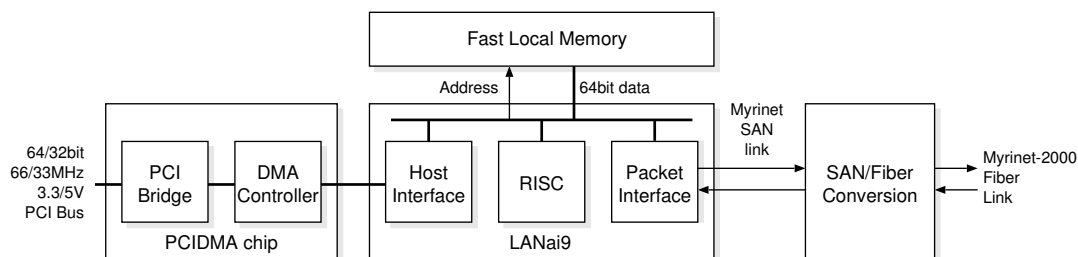 Fast Local Memory
Address
64bit data
64/32bit
66/33MHz
3.3/5V
PCI Bus
PCI
Bridge
DMA
Controller
PCIDMA chip
Host
Interface
RISC
Packet
Interface
LANai9
Myrinet
SAN
link
SAN/Fiber
Conversion
Myrinet-2000
Fiber
Link